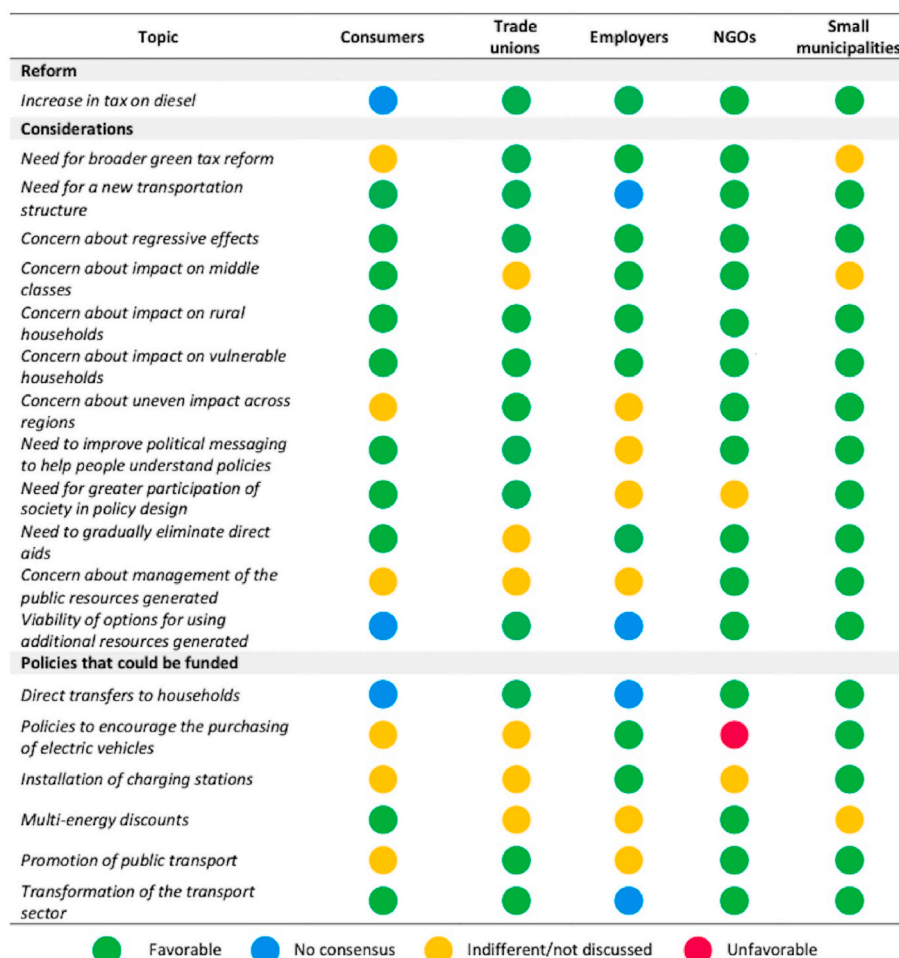 Topic Consumers Trade unions Employers NGOs Small municipalities
Reform
Increase in tax on diesel
Considerations
Need for broader green tax reform
Need for a new transportation
structure
Concern about regressive effects
Concern about impact on middle
classes
Concern about impact on rural
households
Concern about impact on vulnerable
households
Concern about uneven impact across
regions
Need to improve political messaging
to help people understand policies
Need for greater participation of
society in policy design
Need to gradually eliminate direct
aids
Concern about management of the
public resources generated
Viability of options for using
additional resources generated
Policies that could be funded
Direct transfers to households
Policies to encourage the purchasing
of electric vehicles
Installation of charging stations
Multi-energy discounts
Promotion of public transport
Transformation of the transport
sector
Favorable No consensus Indifferent/not discussed Unfavorable